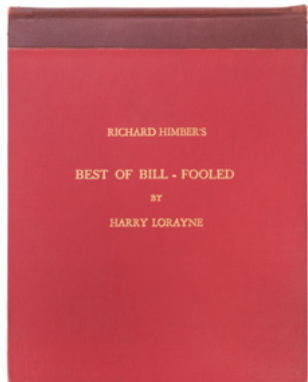 RICHARD HIMBER'S
BEST OF BILL - FOOLED
BY
HARRY LORAYNE